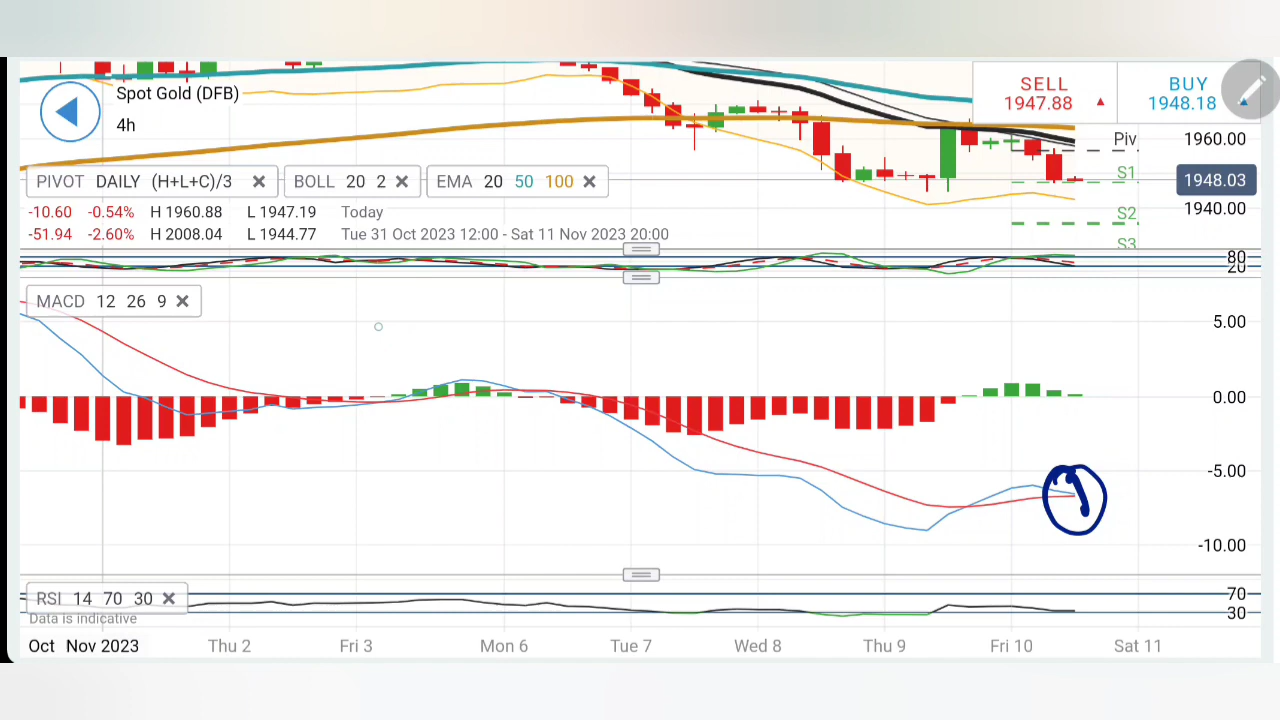 Spot Gold (DFB)
4h
SELL
1947.88
BUY
1948.18
Piv
1960.00
S1
1948.03
1940.00
S2
S3
PIVOT DAILY (H+L+C)/3
BOLL 20 2
EMA 20 50 100
-10.60 -0.54% H 1960.88 L 1947.19 Today
-51.94 -2.60% H 2008.04 L 1944.77 Tue 31 Oct 2023 12:00 - Sat 11 Nov 2023 20:00
80
20
MACD 12 26 9
5.00
0.00
-5.00
-10.00
RSI 14 70 30
70
30
Data is indicative
Oct Nov 2023 Thu 2 Fri 3 Mon 6 Tue 7 Wed 8 Thu 9 Fri 10 Sat 11